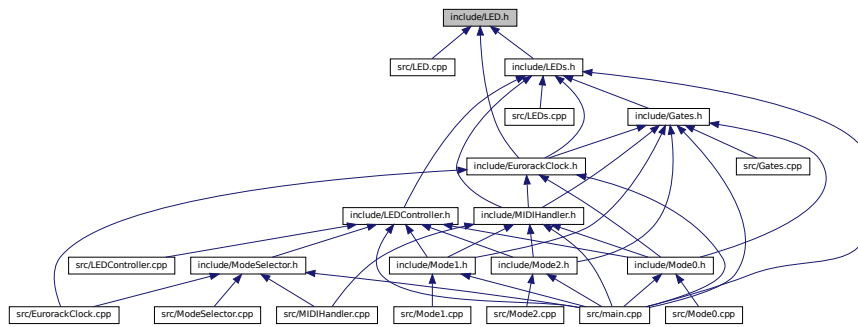 include/LED.h
src/LED.cpp
include/LEDs.h
src/LEDs.cpp
include/Gates.h
include/EurorackClock.h
src/Gates.cpp
include/LEDController.h
include/MIDIHandler.h
src/LEDController.cpp
include/ModeSelector.h
include/Mode1.h
include/Mode2.h
include/Mode0.h
src/EurorackClock.cpp
src/ModeSelector.cpp
src/MIDIHandler.cpp
src/Mode1.cpp
src/Mode2.cpp
src/main.cpp
src/Mode0.cpp